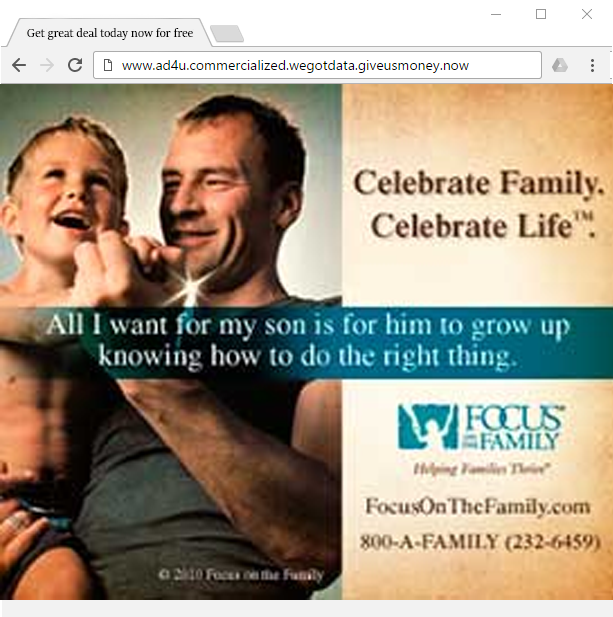 Get great deal today now for free
www.ad4u.commercialized.wegotdata.giveusmoney.now
Celebrate Family.
Celebrate Life™.
All I want for my son is for him to grow up
knowing how to do the right thing.
FOCUS
ON THE FAMILY
Helping Families Thrive™
FocusOnTheFamily.com
800-A-FAMILY (232-6459)
© 2010 Focus on the Family